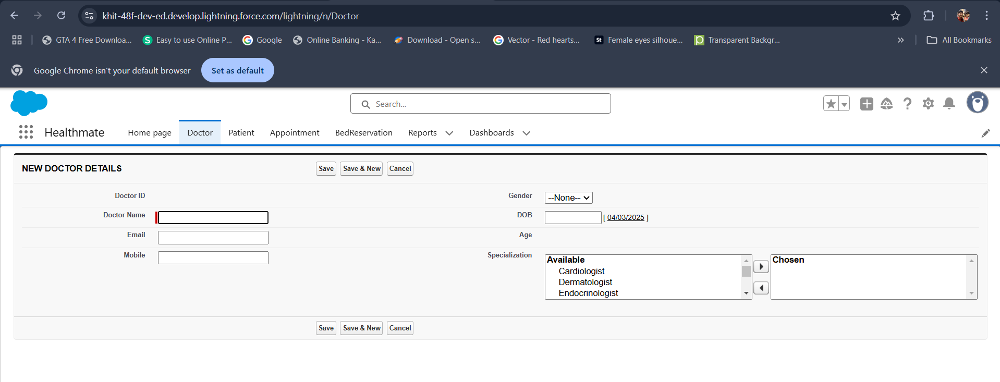 khit-48f-dev-ed.develop.lightning.force.com/lightning/n/Doctor
GTA 4 Free Downloa... Easy to use Online P... Google Online Banking - Ka... Download - Open s... Vector - Red hearts... Female eyes silhoue... Transparent Backgr... » All Bookmarks
Google Chrome isn't your default browser Set as default
Search...
Healthmate Home page Doctor Patient Appointment BedReservation Reports Dashboards
NEW DOCTOR DETAILS Save Save & New Cancel
Doctor ID Gender --None--
Doctor Name DOB [ 04/03/2025 ]
Email Age
Mobile Specialization Available Chosen
Cardiologist
Dermatologist
Endocrinologist
Save Save & New Cancel